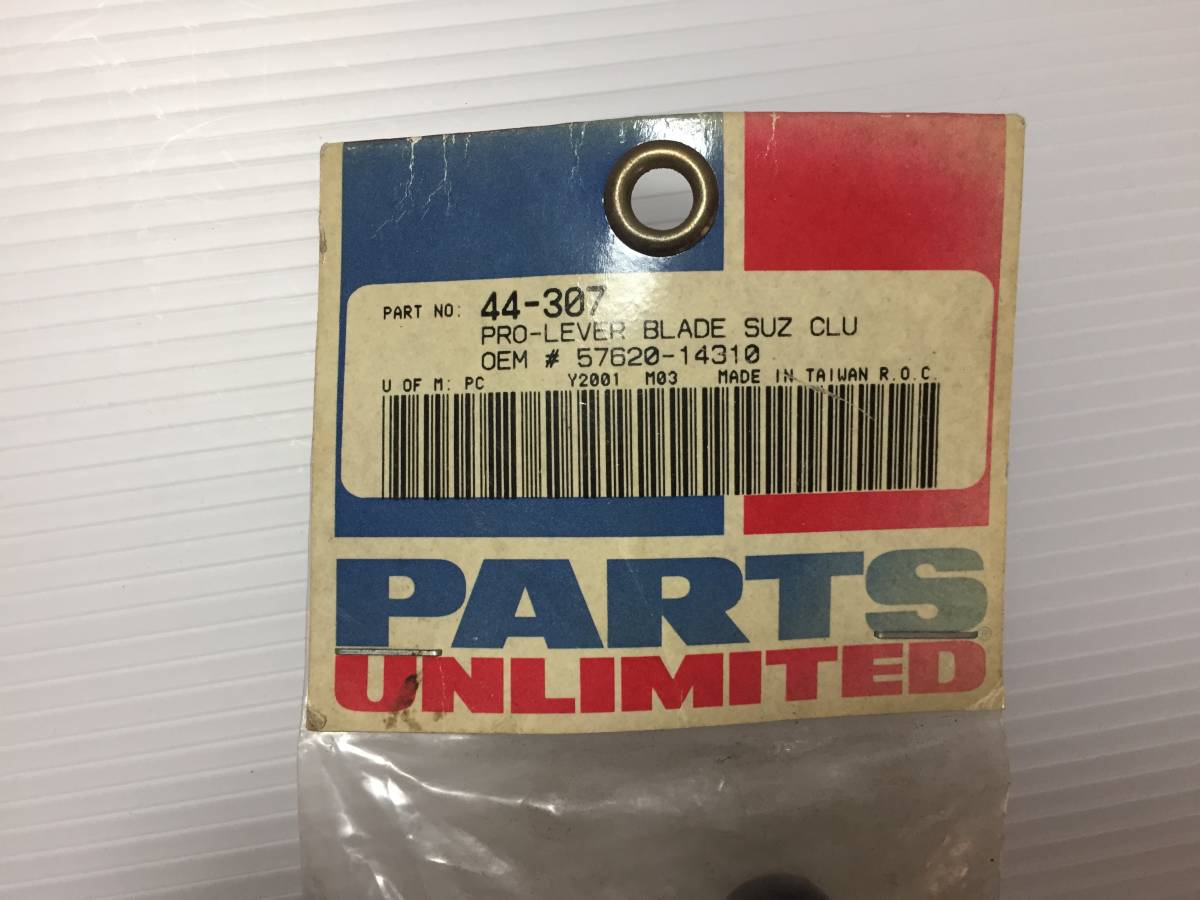 PART NO: 44-307
PRO-LEVER BLADE SUZ CLU
OEM # 57620-14310
U OF M: PC Y2001 M03 MADE IN TAIWAN R.O.C.
PARTS
UNLIMITED®